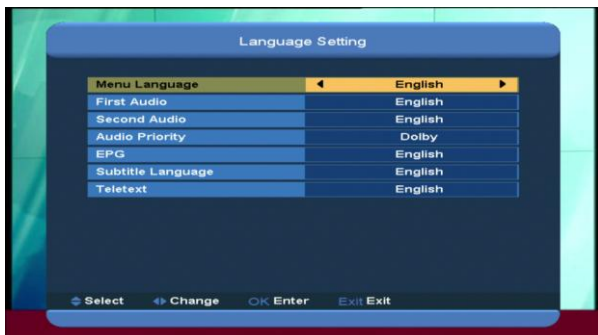 Language Setting
Menu Language English
First Audio English
Second Audio English
Audio Priority Dolby
EPG English
Subtitle Language English
Teletext English
Select Change OK Enter Exit Exit